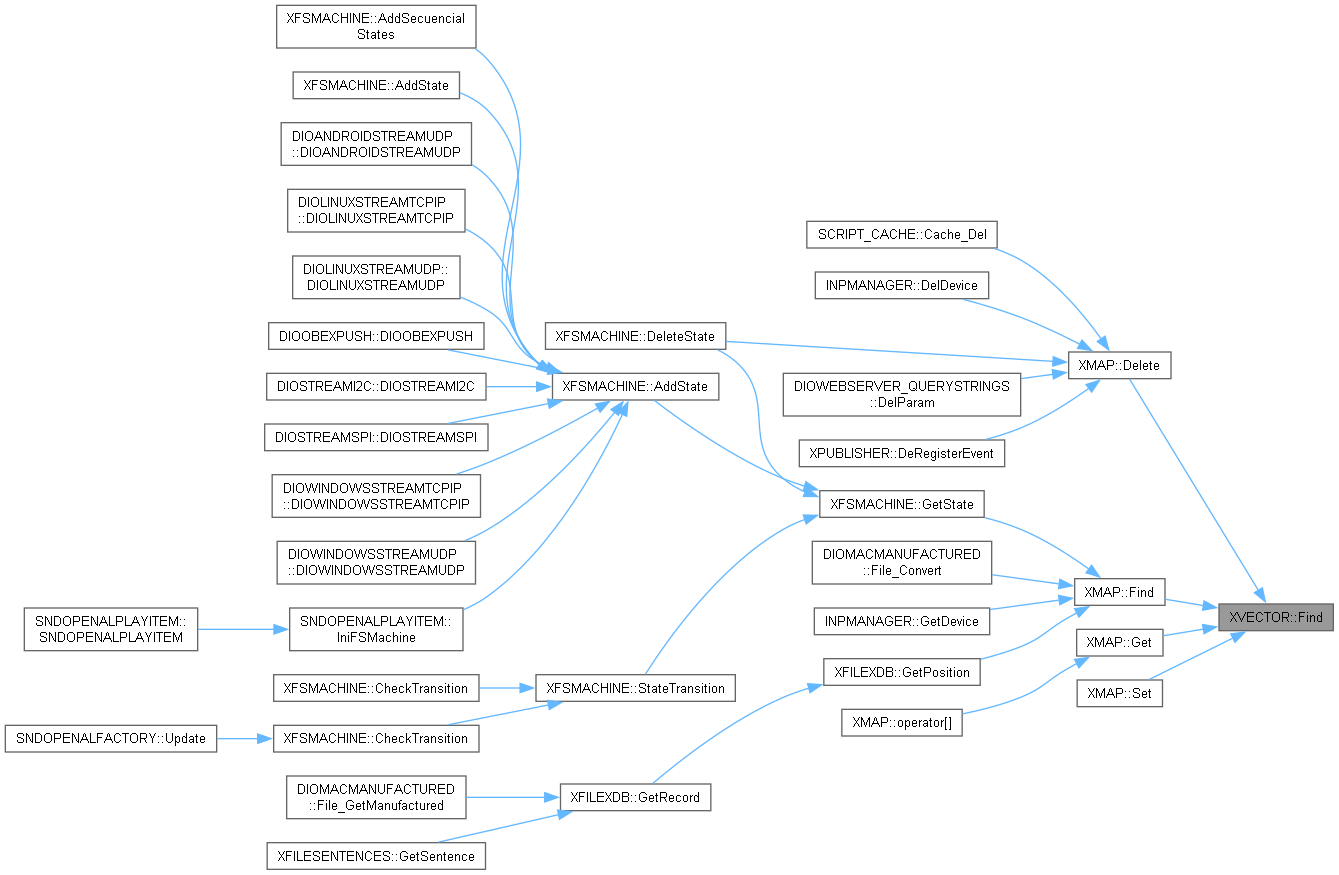 XFSMACHINE::AddSecuencial
States
XFSMACHINE::AddState
DIOANDROIDSTREAMUDP
::DIOANDROIDSTREAMUDP
DIOLINUXSTREAMTCPIP
::DIOLINUXSTREAMTCPIP
DIOLINUXSTREAMUDP::
DIOLINUXSTREAMUDP
DIOOBEXPUSH::DIOOBEXPUSH
DIOSTREAMI2C::DIOSTREAMI2C
DIOSTREAMSPI::DIOSTREAMSPI
DIOWINDOWSSTREAMTCPIP
::DIOWINDOWSSTREAMTCPIP
DIOWINDOWSSTREAMUDP
::DIOWINDOWSSTREAMUDP
SNDOPENALPLAYITEM::
SNDOPENALPLAYITEM
SNDOPENALPLAYITEM::
IniFSMachine
XFSMACHINE::CheckTransition
SNDOPENALFACTORY::Update
XFSMACHINE::CheckTransition
DIOMACMANUFACTURED
::File_GetManufactured
XFILESENTENCES::GetSentence
XFSMACHINE::DeleteState
XFSMACHINE::AddState
XFSMACHINE::StateTransition
XFILEXDB::GetRecord
SCRIPT_CACHE::Cache_Del
INPMANAGER::DelDevice
DIOWEBSERVER_QUERYSTRINGS
::DelParam
XPUBLISHER::DeRegisterEvent
XFSMACHINE::GetState
DIOMACMANUFACTURED
::File_Convert
INPMANAGER::GetDevice
XFILEXDB::GetPosition
XMAP::operator[]
XMAP::Delete
XMAP::Find
XMAP::Get
XMAP::Set
XVECTOR::Find